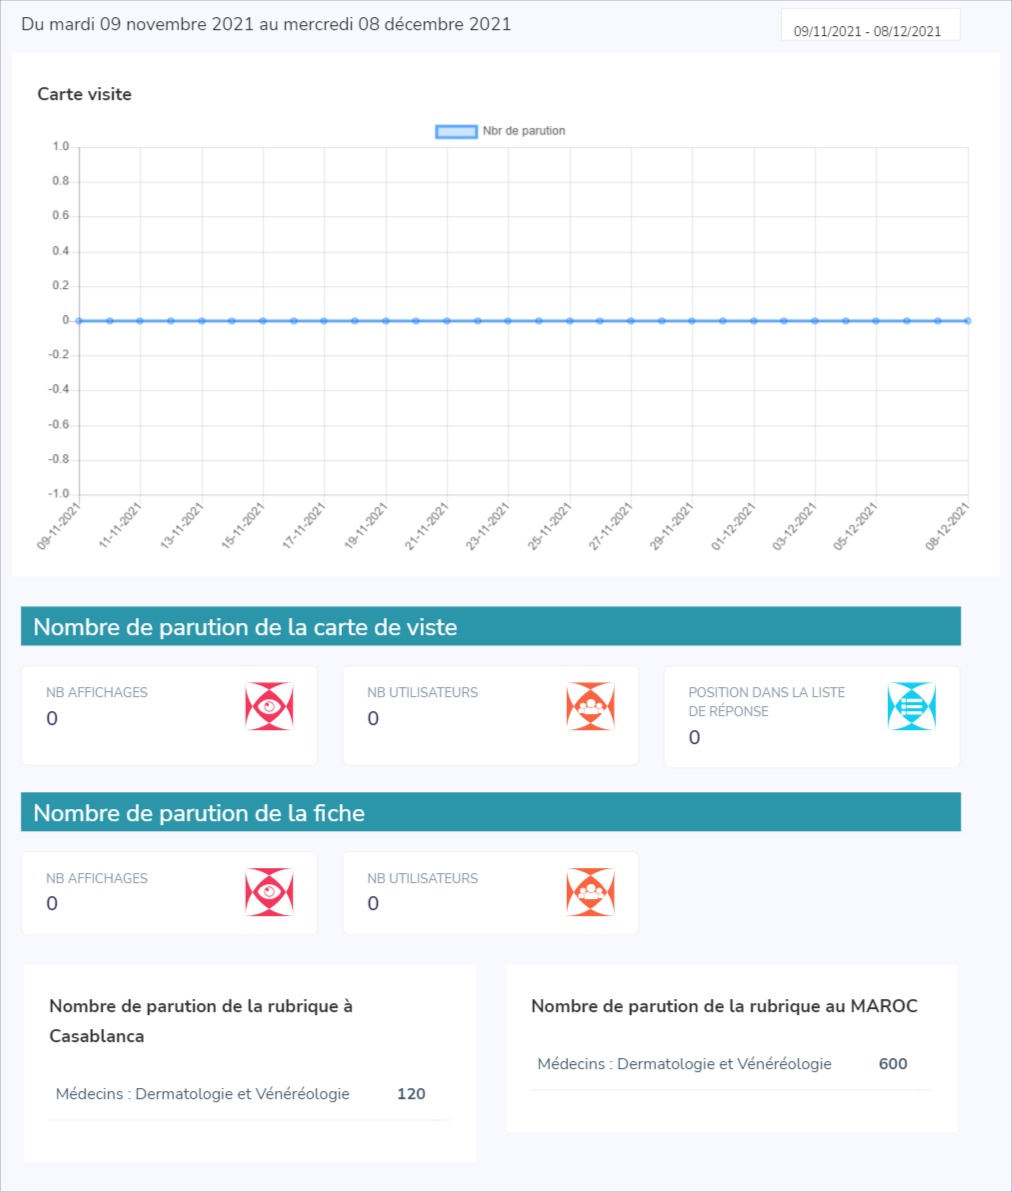 Du mardi 09 novembre 2021 au mercredi 08 décembre 2021
09/11/2021 - 08/12/2021
Carte visite
Nbr de parution
1.0
0.8
0.6
0.4
0.2
0
-0.2
-0.4
-0.6
-0.8
-1.0
09-11-2021
11-11-2021
13-11-2021
15-11-2021
17-11-2021
19-11-2021
21-11-2021
23-11-2021
25-11-2021
27-11-2021
29-11-2021
01-12-2021
03-12-2021
05-12-2021
08-12-2021
Nombre de parution de la carte de viste
NB AFFICHAGES
0
NB UTILISATEURS
0
POSITION DANS LA LISTE
DE RÉPONSE
0
Nombre de parution de la fiche
NB AFFICHAGES
0
NB UTILISATEURS
0
Nombre de parution de la rubrique à
Casablanca
Médecins : Dermatologie et Vénéréologie 120
Nombre de parution de la rubrique au MAROC
Médecins : Dermatologie et Vénéréologie 600